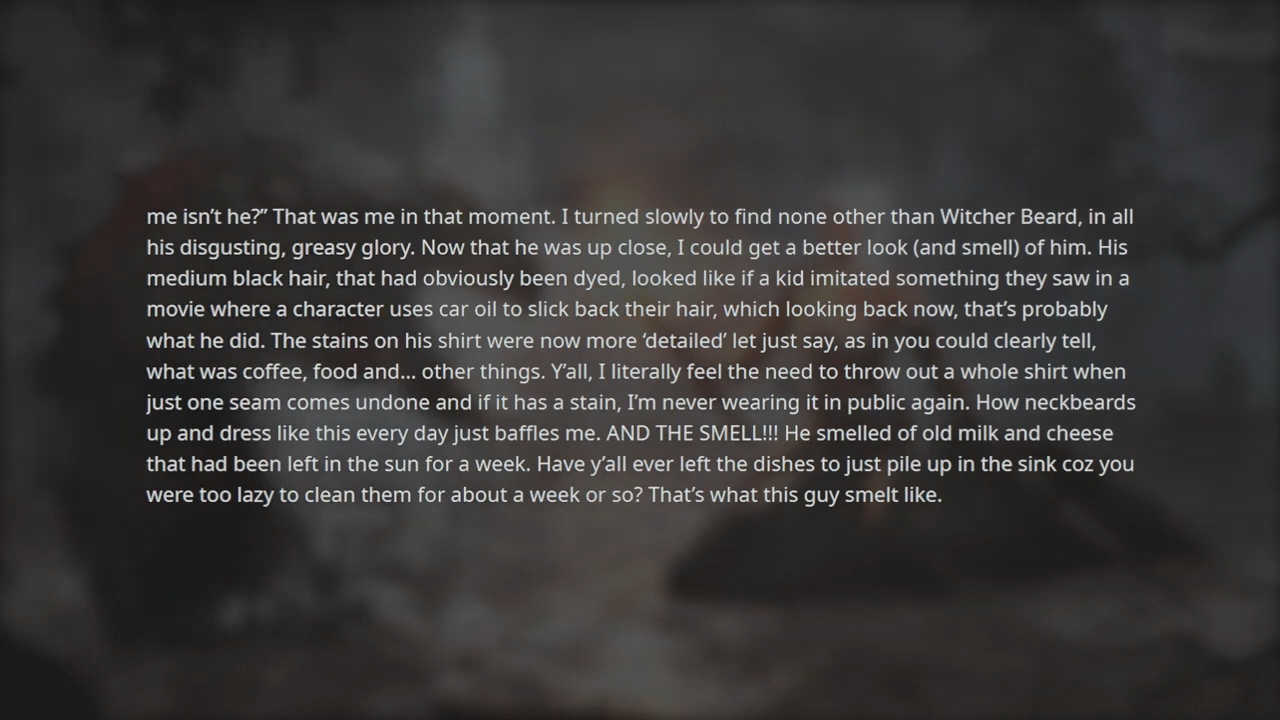 me isn’t he?” That was me in that moment. I turned slowly to find none other than Witcher Beard, in all
his disgusting, greasy glory. Now that he was up close, I could get a better look (and smell) of him. His
medium black hair, that had obviously been dyed, looked like if a kid imitated something they saw in a
movie where a character uses car oil to slick back their hair, which looking back now, that’s probably
what he did. The stains on his shirt were now more ‘detailed’ let just say, as in you could clearly tell,
what was coffee, food and... other things. Y’all, I literally feel the need to throw out a whole shirt when
just one seam comes undone and if it has a stain, I’m never wearing it in public again. How neckbeards
up and dress like this every day just baffles me. AND THE SMELL!!! He smelled of old milk and cheese
that had been left in the sun for a week. Have y’all ever left the dishes to just pile up in the sink coz you
were too lazy to clean them for about a week or so? That’s what this guy smelt like.